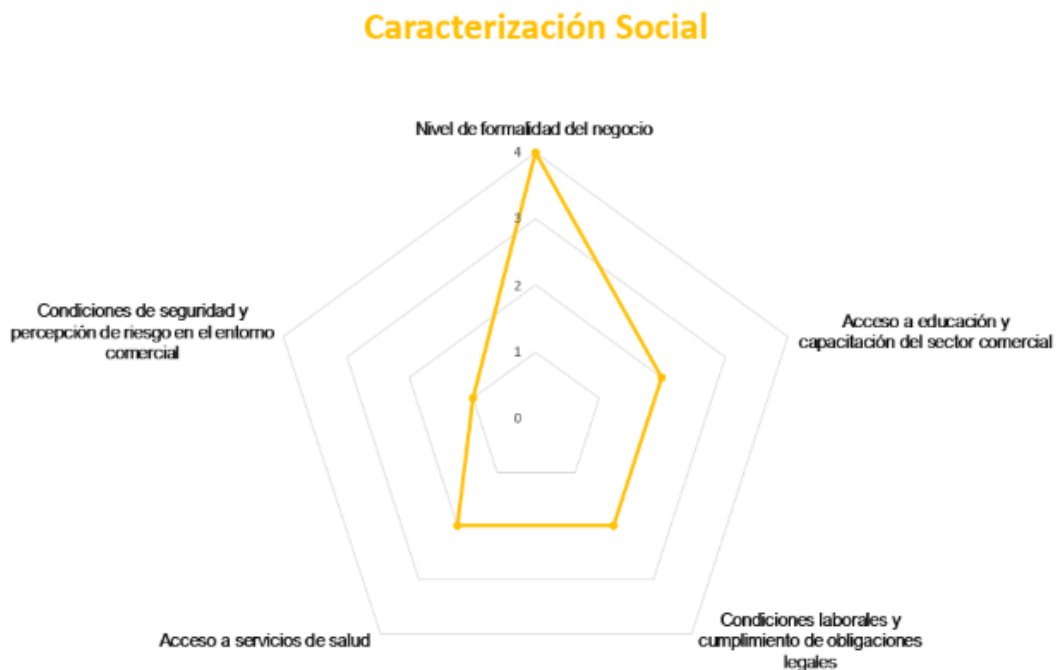 Caracterización Social
Nivel de formalidad del negocio
4
3
2
1
0
Condiciones de seguridad y
percepción de riesgo en el entorno
comercial
Acceso a educación y
capacitación del sector comercial
Acceso a servicios de salud
Condiciones laborales y
cumplimiento de obligaciones
legales